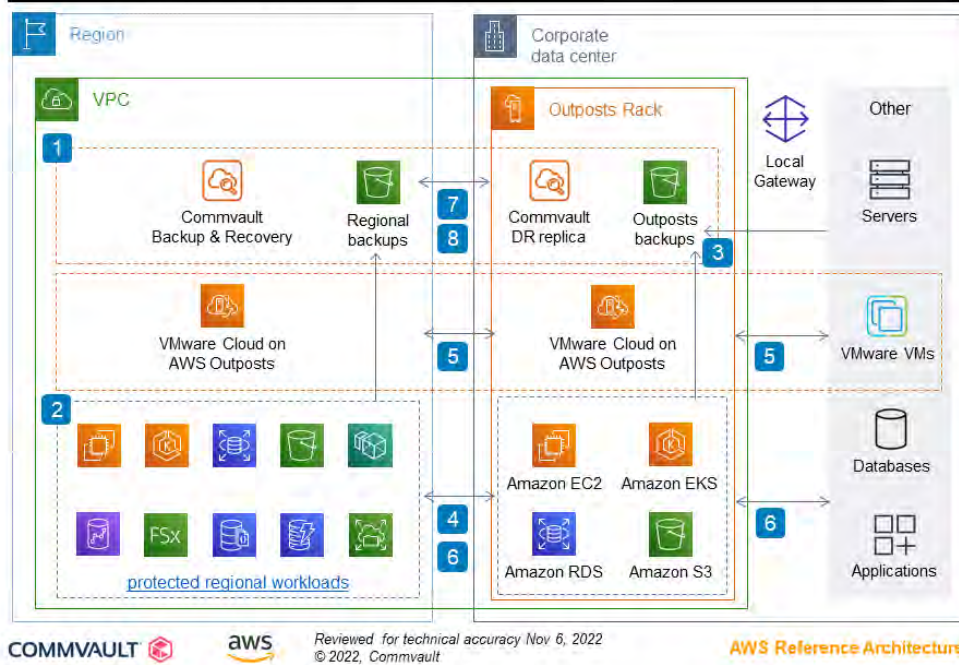 Region
Corporate
data center
VPC
Outposts Rack
Other
1
Local
Gateway
Servers
Commvault
Backup & Recovery
Regional
backups
7
8
Commvault
DR replica
Outposts
backups
3
VMware Cloud on
AWS Outposts
5
VMware Cloud on
AWS Outposts
5
VMware VMs
2
Amazon EC2
Amazon EKS
Databases
4
6
6
FSx
Amazon RDS
Amazon S3
Applications
protected regional workloads
COMMVAULT
aws
Reviewed for technical accuracy Nov 6, 2022
© 2022, Commvault
AWS Reference Architecture